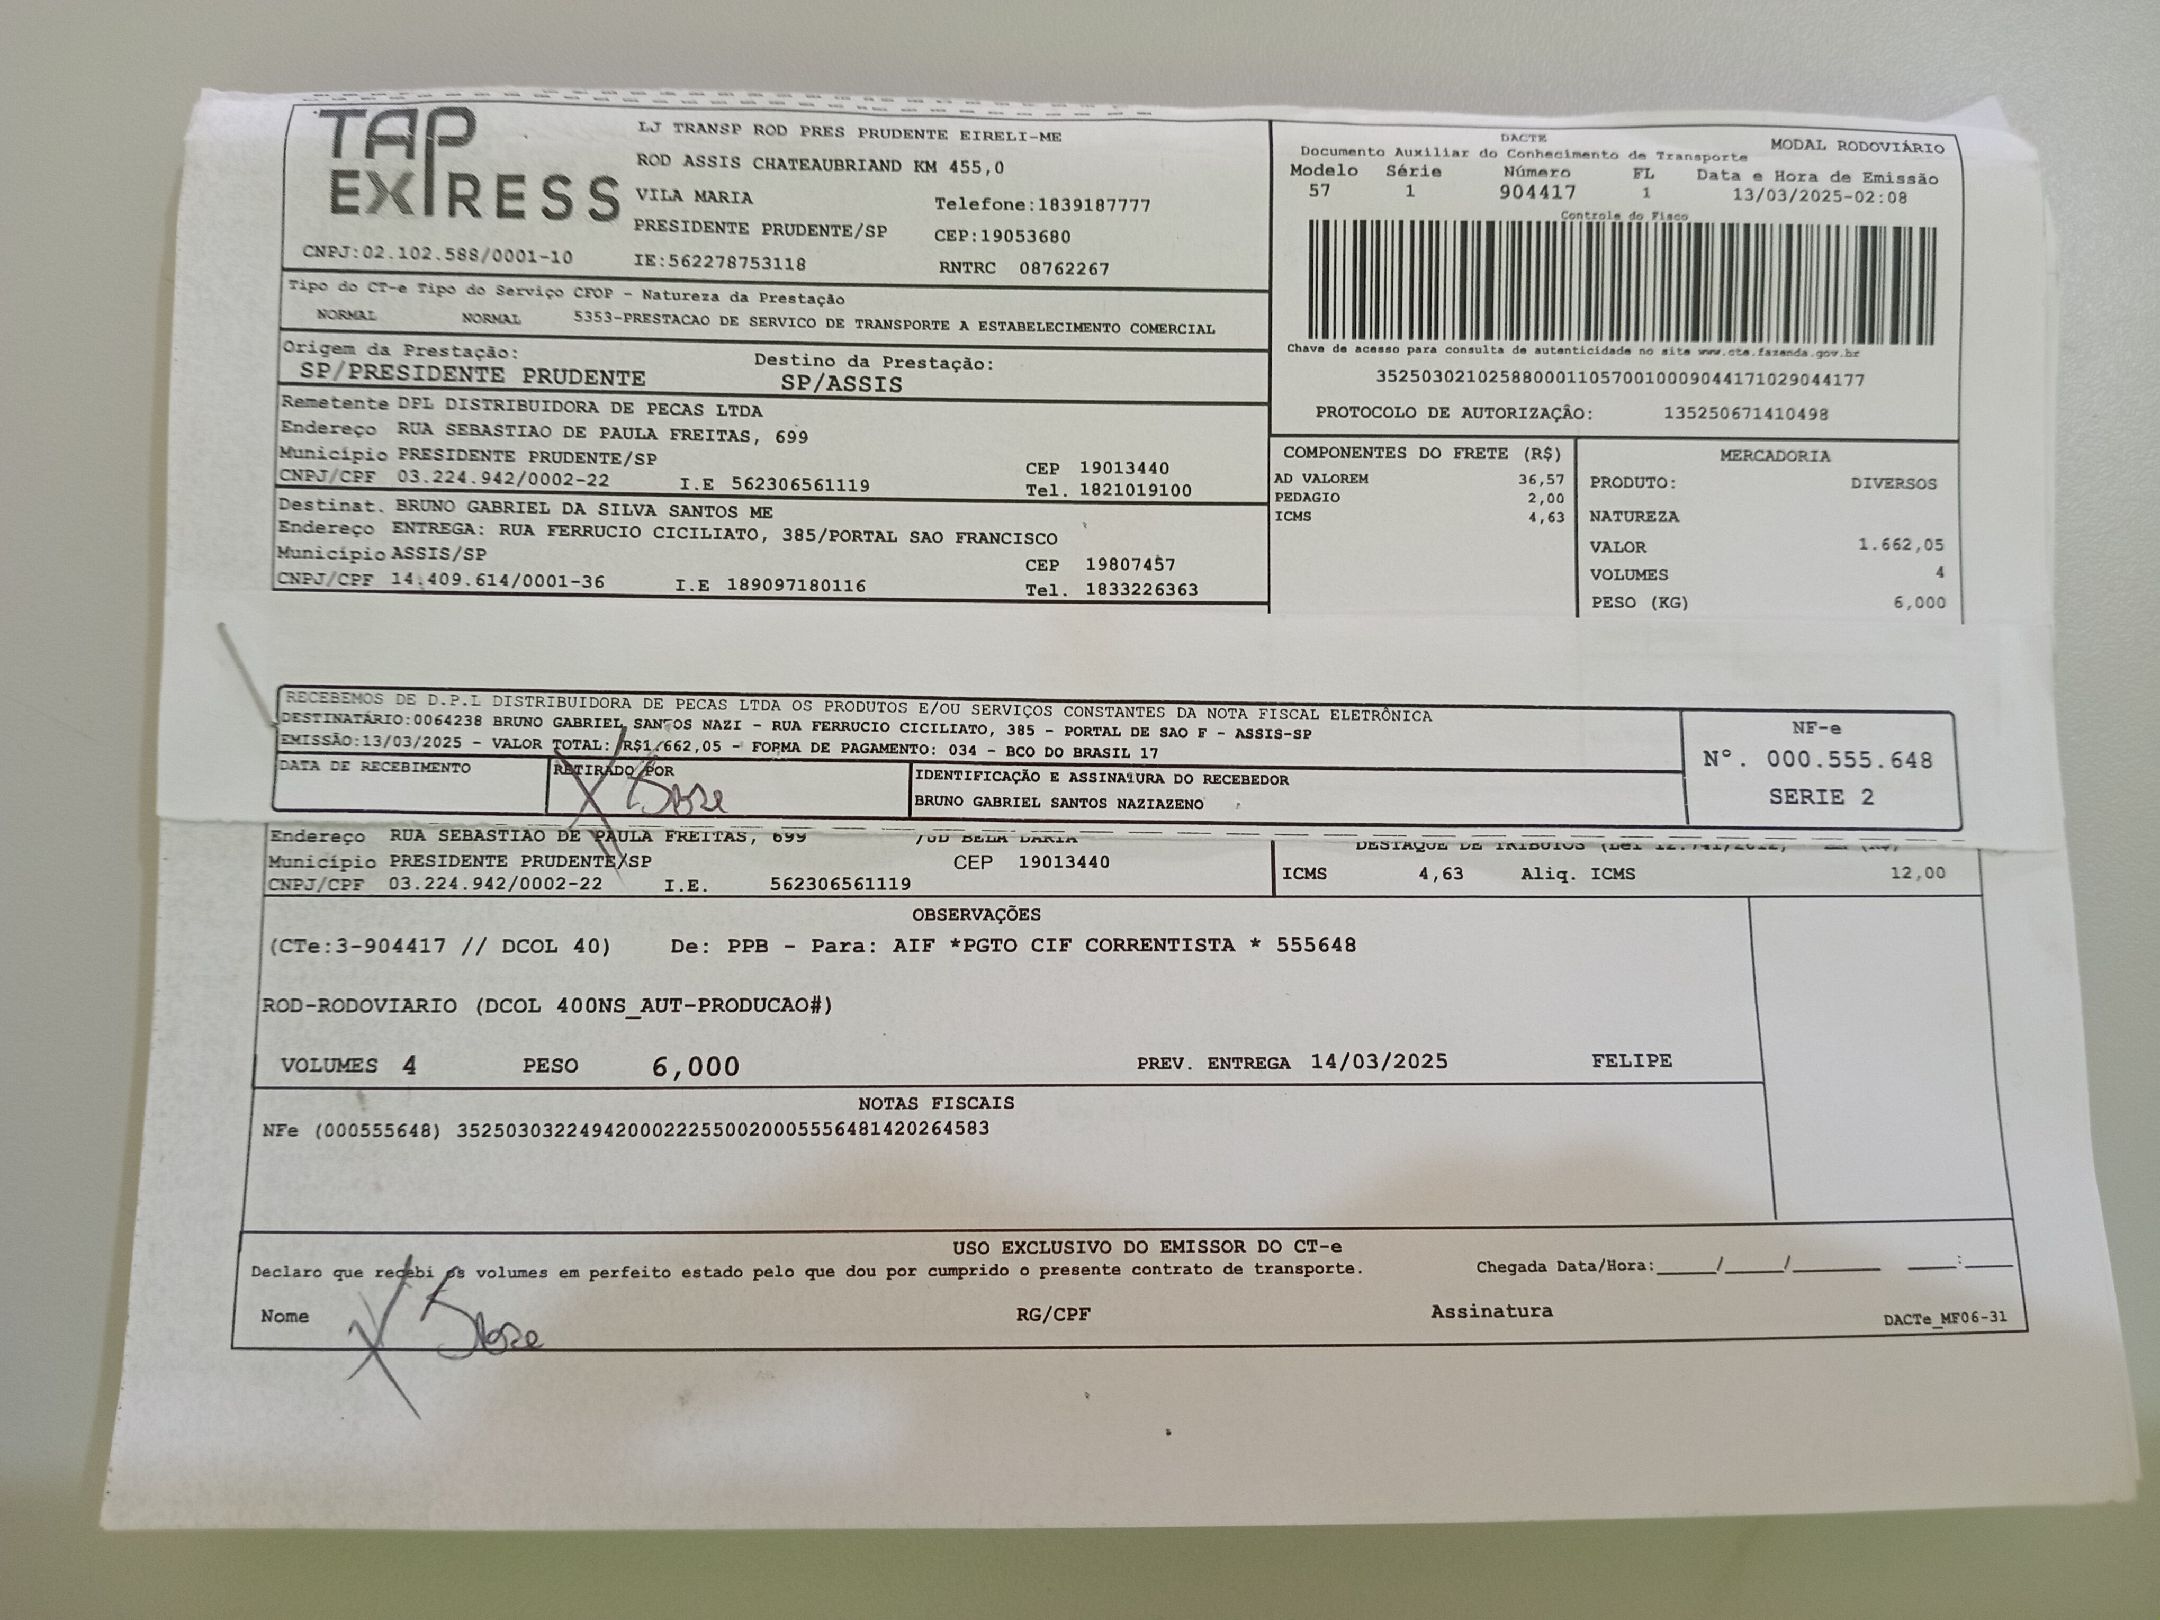 TAP EXPRESS
LJ TRANSP ROD PRES PRUDENTE EIRELI-ME
ROD ASSIS CHATEAUBRIAND KM 455,0
VILA MARIA Telefone:1839187777
PRESIDENTE PRUDENTE/SP CEP:19053680
CNPJ:02.102.588/0001-10 IE:562278753118 RNTRC 08762267
DACTE MODAL RODOVIÁRIO
Documento Auxiliar do Conhecimento de Transporte
Modelo Série Número FL Data e Hora de Emissão
57 1 904417 1 13/03/2025-02:08
Controle do Fisco
Chave de acesso para consulta de autenticidade no site www.cte.fazenda.gov.br
35250302102588000110570010009044171029044177
PROTOCOLO DE AUTORIZAÇÃO: 135250671410498
Tipo do CT-e Tipo do Serviço CFOP - Natureza da Prestação
NORMAL NORMAL 5353-PRESTACAO DE SERVICO DE TRANSPORTE A ESTABELECIMENTO COMERCIAL
Origem da Prestação: Destino da Prestação:
SP/PRESIDENTE PRUDENTE SP/ASSIS
Remetente DPL DISTRIBUIDORA DE PECAS LTDA
Endereço RUA SEBASTIAO DE PAULA FREITAS, 699
Município PRESIDENTE PRUDENTE/SP CEP 19013440
CNPJ/CPF 03.224.942/0002-22 I.E 562306561119 Tel. 1821019100
Destinat. BRUNO GABRIEL DA SILVA SANTOS ME
Endereço ENTREGA: RUA FERRUCIO CICILIATO, 385/PORTAL SAO FRANCISCO
Município ASSIS/SP CEP 19807457
CNPJ/CPF 14.409.614/0001-36 I.E 189097180116 Tel. 1833226363
COMPONENTES DO FRETE (R$)
AD VALOREM 36,57
PEDAGIO 2,00
ICMS 4,63
MERCADORIA
PRODUTO: DIVERSOS
NATUREZA
VALOR 1.662,05
VOLUMES 4
PESO (KG) 6,000
RECEBEMOS DE D.P.L DISTRIBUIDORA DE PECAS LTDA OS PRODUTOS E/OU SERVIÇOS CONSTANTES DA NOTA FISCAL ELETRÔNICA
DESTINATÁRIO:0064238 BRUNO GABRIEL SANTOS NAZI - RUA FERRUCIO CICILIATO, 385 - PORTAL DE SAO F - ASSIS-SP
EMISSÃO:13/03/2025 - VALOR TOTAL: R$1.662,05 - FORMA DE PAGAMENTO: 034 - BCO DO BRASIL 17
DATA DE RECEBIMENTO RETIRADO POR IDENTIFICAÇÃO E ASSINATURA DO RECEBEDOR
BRUNO GABRIEL SANTOS NAZIAZENO
NF-e
Nº. 000.555.648
SERIE 2
Endereço RUA SEBASTIAO DE PAULA FREITAS, 699
Município PRESIDENTE PRUDENTE/SP CEP 19013440
CNPJ/CPF 03.224.942/0002-22 I.E. 562306561119
DESTAQUE DE TRIBUTOS
ICMS 4,63 Aliq. ICMS 12,00
OBSERVAÇÕES
(CTe:3-904417 // DCOL 40) De: PPB - Para: AIF *PGTO CIF CORRENTISTA * 555648
ROD-RODOVIARIO (DCOL 400NS_AUT-PRODUCAO#)
VOLUMES 4 PESO 6,000 PREV. ENTREGA 14/03/2025 FELIPE
NOTAS FISCAIS
NFe (000555648) 35250303224942000222550020005556481420264583
USO EXCLUSIVO DO EMISSOR DO CT-e
Declaro que recebi os volumes em perfeito estado pelo que dou por cumprido o presente contrato de transporte. Chegada Data/Hora:____/____/______ ___:___
Nome RG/CPF Assinatura DACTe_MF06-31